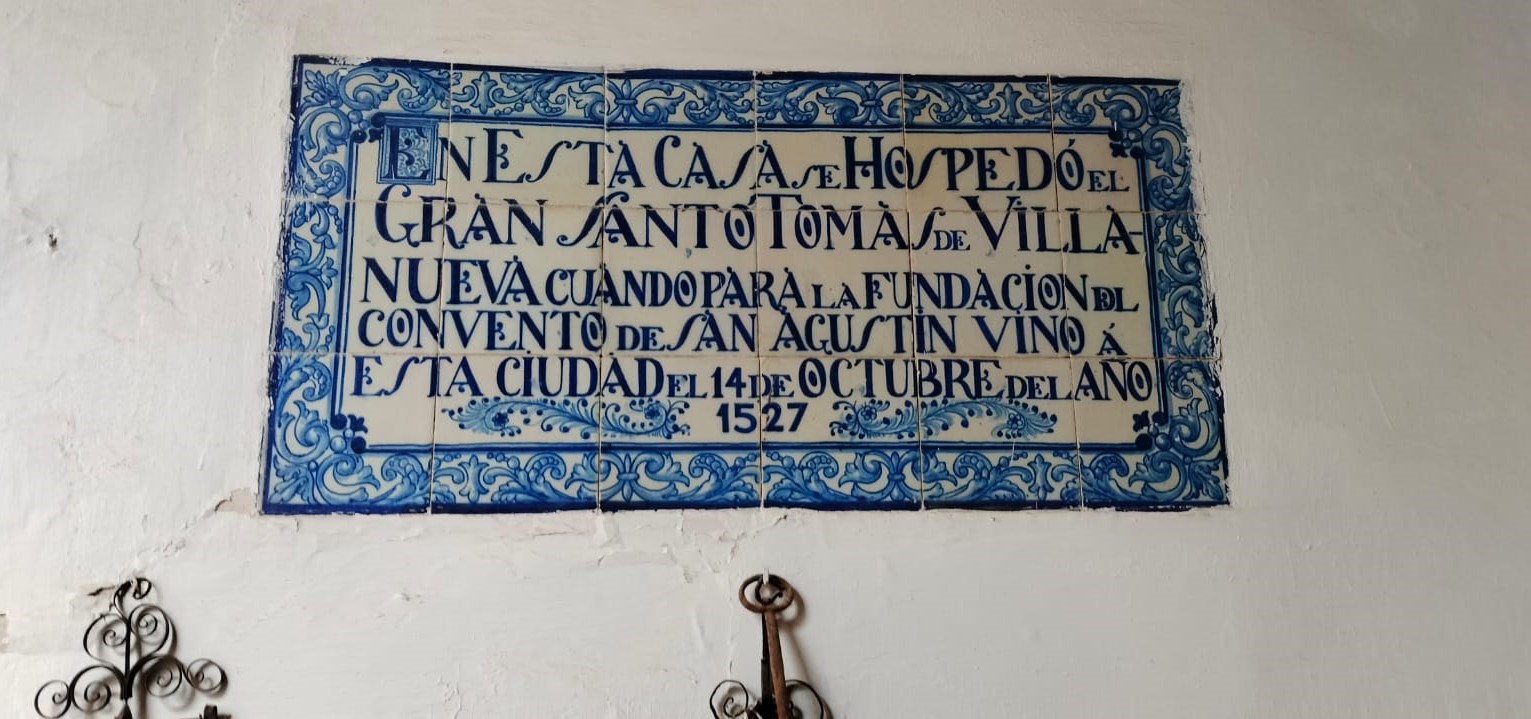 EN ESTA CASA SE HOSPEDÓ EL
GRAN SANTO TOMAS DE VILLA-
NUEVA CUANDO PARA LA FUNDACION DEL
CONVENTO DE SAN AGUSTIN VINO Á
ESTA CIUDAD EL 14 DE OCTUBRE DEL AÑO
1527